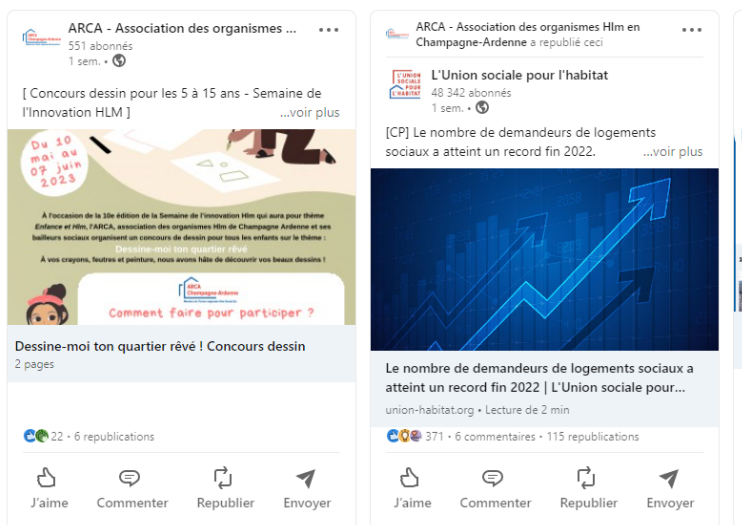 ARCA - Association des organismes ...
551 abonnés
1 sem. •
[ Concours dessin pour les 5 à 15 ans - Semaine de
l'Innovation HLM ] ...voir plus
Du 10
mai au
07 juin
2023
À l'occasion de la 10e édition de la Semaine de l'innovation Hlm qui aura pour thème
Enfance et Hlm, l'ARCA, association des organismes Hlm de Champagne Ardenne et ses
bailleurs sociaux organisent un concours de dessin pour tous les enfants sur le thème :
Dessine-moi ton quartier rêvé
À vos crayons, feutres et peinture, nous avons hâte de découvrir vos beaux dessins !
ARCA
Champagne-Ardenne
Comment faire pour participer ?
Dessine-moi ton quartier rêvé ! Concours dessin
2 pages
22 • 6 republications
J'aime Commenter Republier Envoyer
ARCA - Association des organismes Hlm en
Champagne-Ardenne a republié ceci
L'UNION
SOCIALE
POUR
L'HABITAT
L'Union sociale pour l'habitat
48 342 abonnés
1 sem. •
[CP] Le nombre de demandeurs de logements
sociaux a atteint un record fin 2022. ...voir plus
Le nombre de demandeurs de logements sociaux a
atteint un record fin 2022 | L'Union sociale pour...
union-habitat.org • Lecture de 2 min
371 • 6 commentaires • 115 republications
J'aime Commenter Republier Envoyer